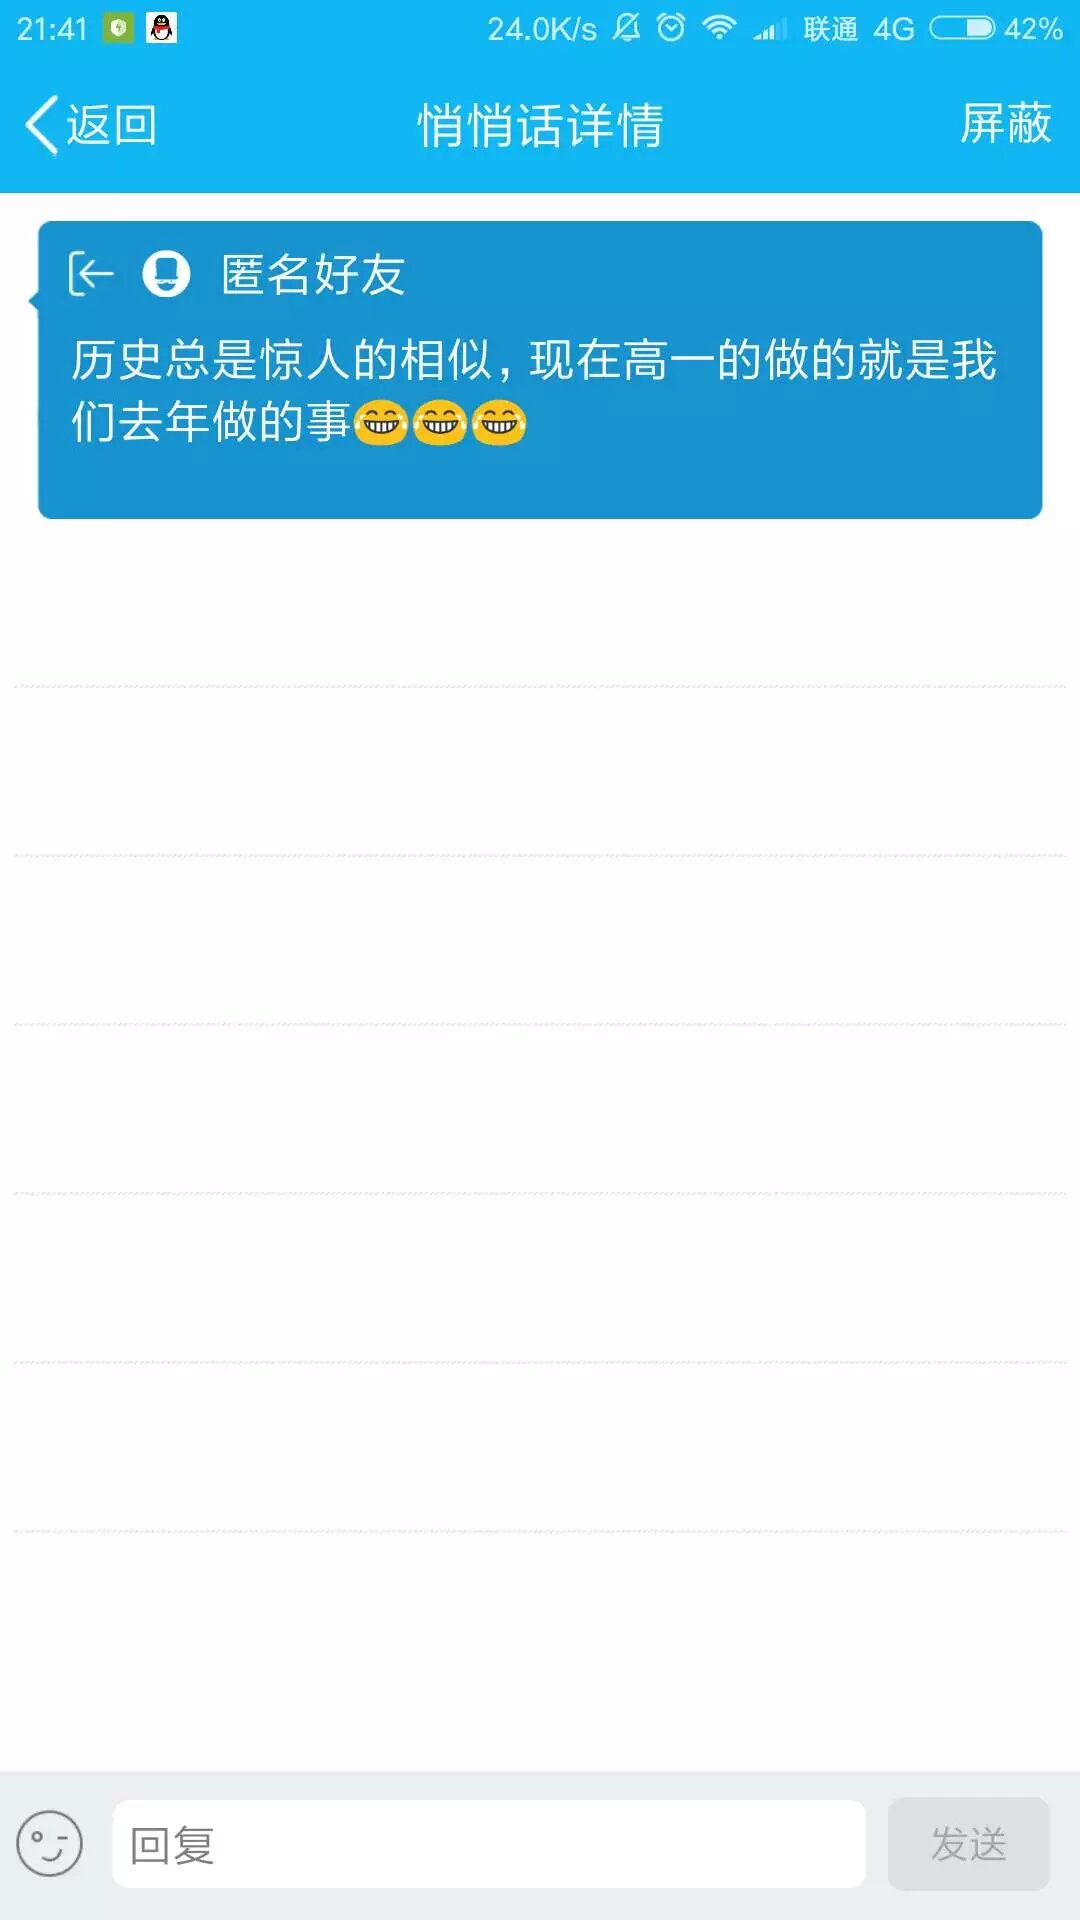 21:41 24.0K/s 联通 4G 42%
返回 悄悄话详情 屏蔽
匿名好友
历史总是惊人的相似，现在高一的做的就是我
们去年做的事😂😂😂
回复 发送